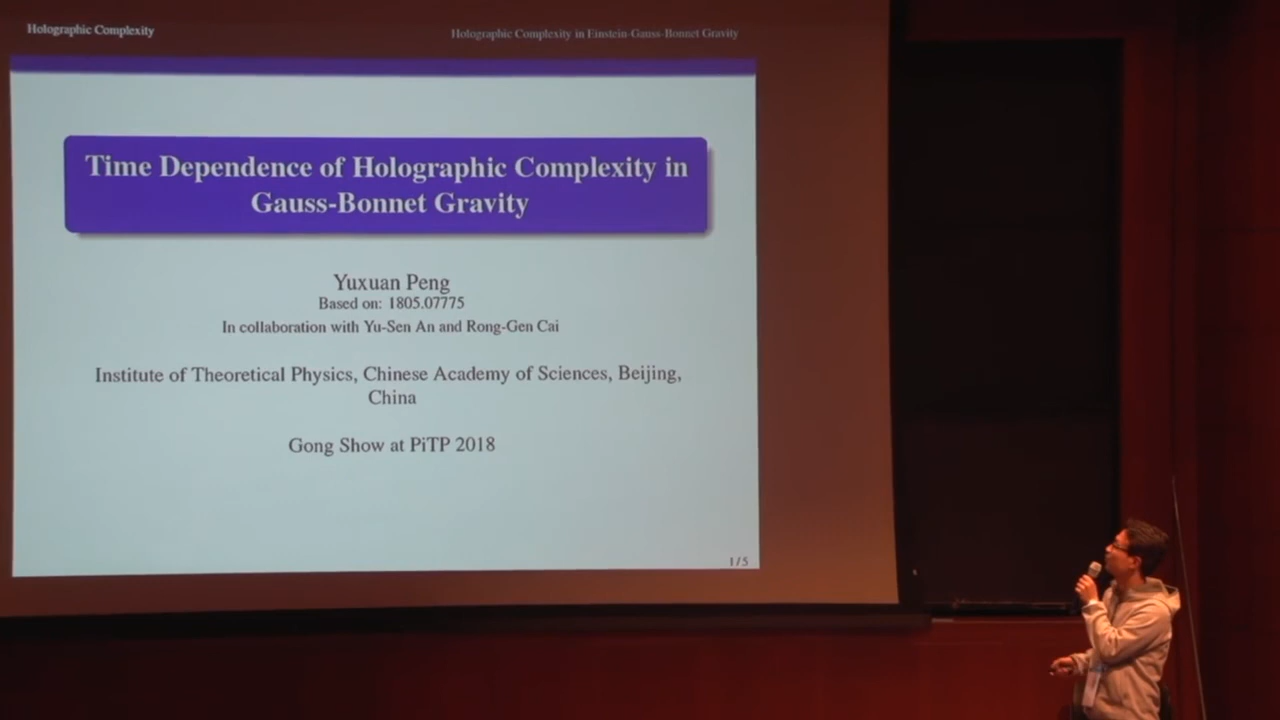 Holographic Complexity
Holographic Complexity in Einstein-Gauss-Bonnet Gravity
Time Dependence of Holographic Complexity in
Gauss-Bonnet Gravity
Yuxuan Peng
Based on: 1805.07775
In collaboration with Yu-Sen An and Rong-Gen Cai
Institute of Theoretical Physics, Chinese Academy of Sciences, Beijing,
China
Gong Show at PiTP 2018
1/5